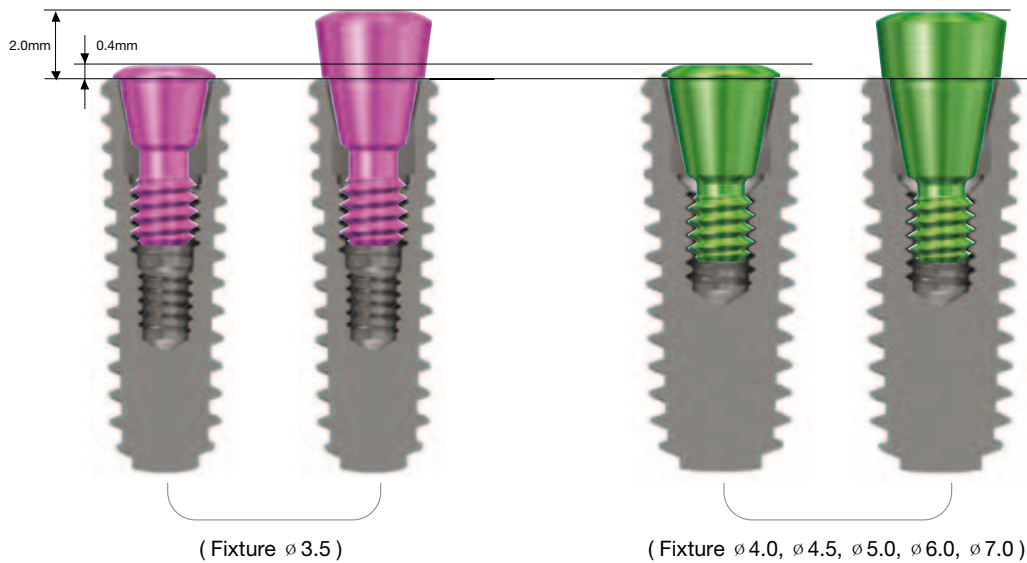 2.0mm
0.4mm
( Fixture ø 3.5 )
( Fixture ø 4.0, ø 4.5, ø 5.0, ø 6.0, ø 7.0 )